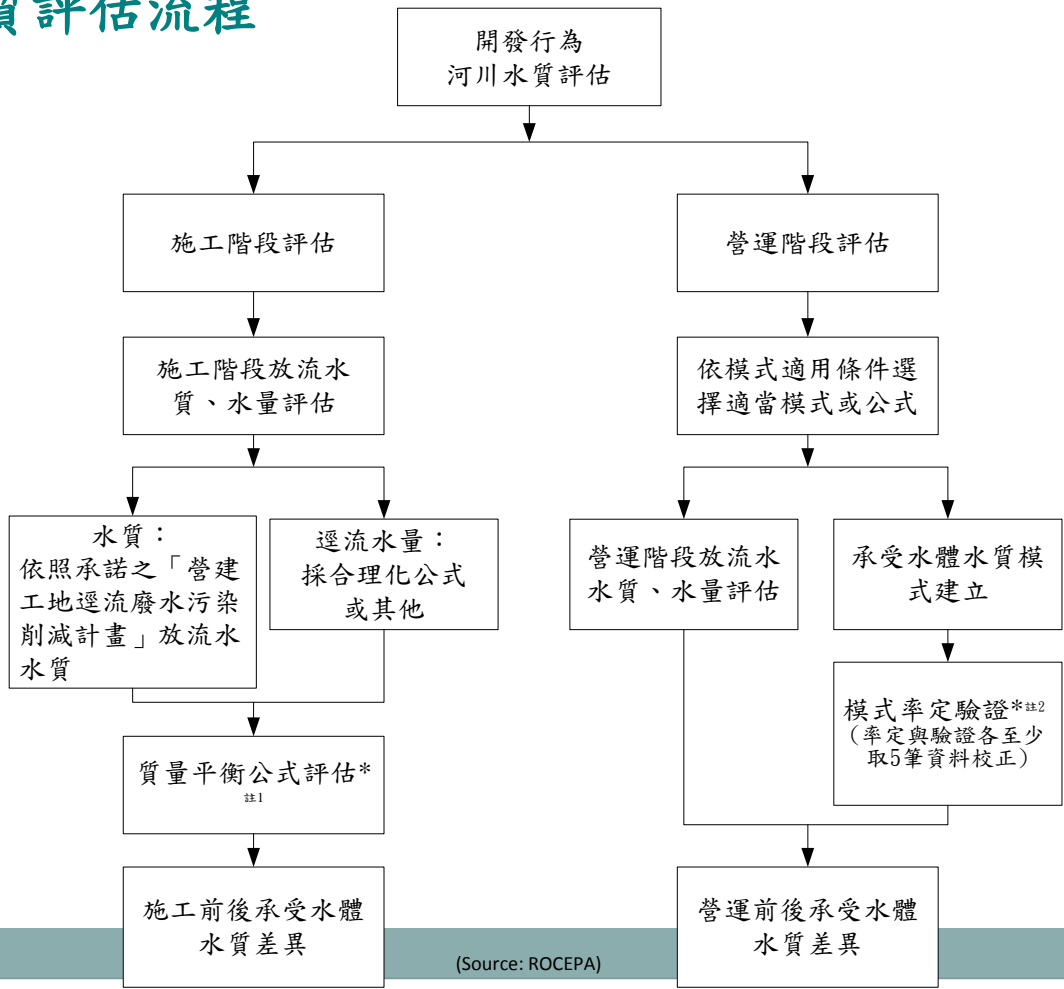 質評估流程
開發行為
河川水質評估
施工階段評估
營運階段評估
施工階段放流水
質、水量評估
依模式適用條件選
擇適當模式或公式
水質：
依照承諾之「營建
工地逕流廢水污染
削減計畫」放流水
水質
逕流水量：
採合理化公式
或其他
營運階段放流水
水質、水量評估
承受水體水質模
式建立
模式率定驗證*註2
（率定與驗證各至少
取5筆資料校正）
質量平衡公式評估*
註1
施工前後承受水體
水質差異
營運前後承受水體
水質差異
(Source: ROCEPA)